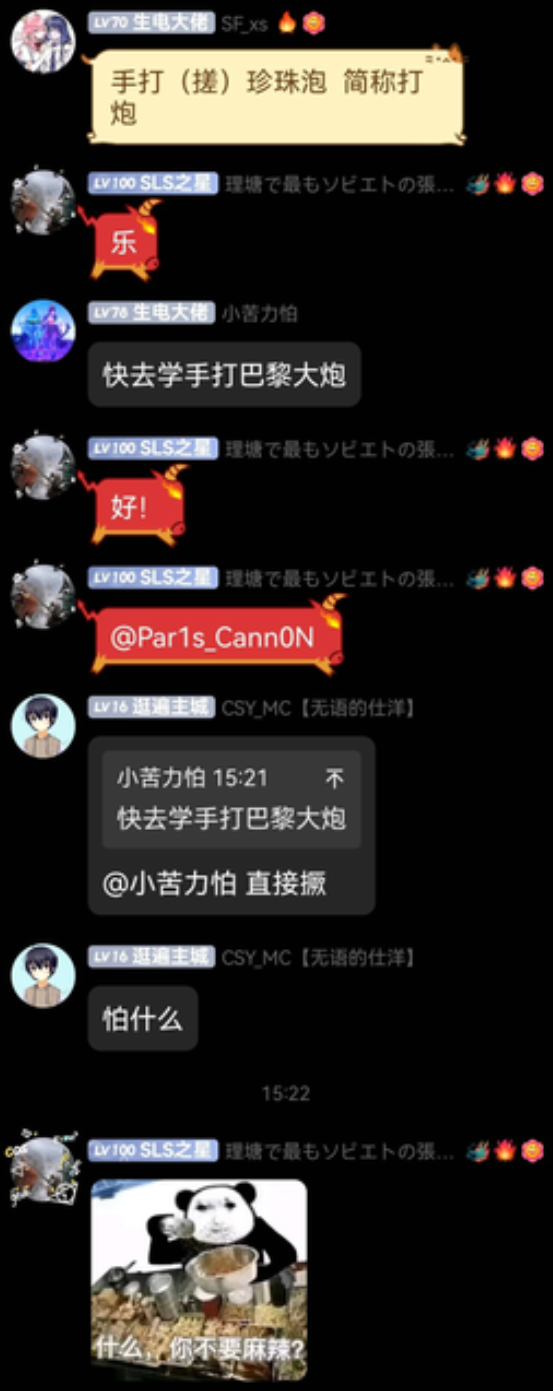 LV70 生电大佬 SF_xs
手打（搓）珍珠泡 简称打
炮
LV100 SLS之星 理塘で最もソビエトの張...
乐
LV78 生电大佬 小苦力怕
快去学手打巴黎大炮
LV100 SLS之星 理塘で最もソビエトの張...
好！
LV100 SLS之星 理塘で最もソビエトの張...
@Par1s_Cann0N
LV16 逛遍主城 CSY_MC【无语的仕洋】
小苦力怕 15:21
快去学手打巴黎大炮
@小苦力怕 直接撅
LV16 逛遍主城 CSY_MC【无语的仕洋】
怕什么
15:22
LV100 SLS之星 理塘で最もソビエトの張...
什么，你不要麻辣?